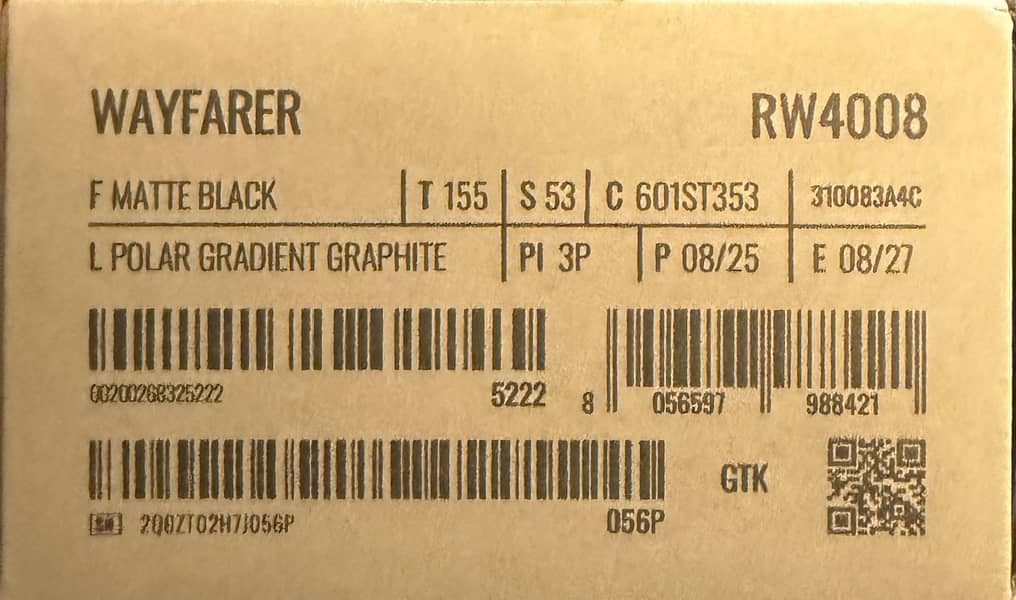 WAYFARER RW4008
F MATTE BLACK T 155 S 53 C 601ST353 310083A4C
L POLAR GRADIENT GRAPHITE PI 3P P 08/25 E 08/27
00200268325222 5222 8 056597 988421
GTK
2Q0ZT02H7J056P 056P